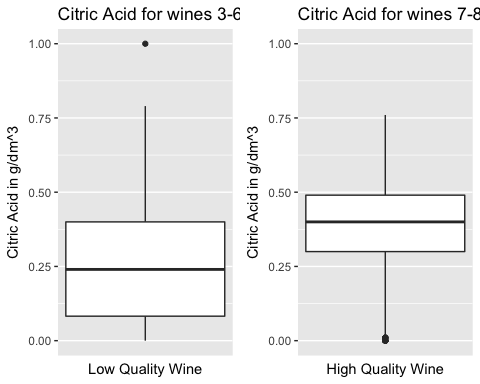 Citric Acid for wines 3-6
1.00
0.75
0.50
0.25
0.00
Citric Acid in g/dm^3
Low Quality Wine
Citric Acid for wines 7-8
1.00
0.75
0.50
0.25
0.00
Citric Acid in g/dm^3
High Quality Wine